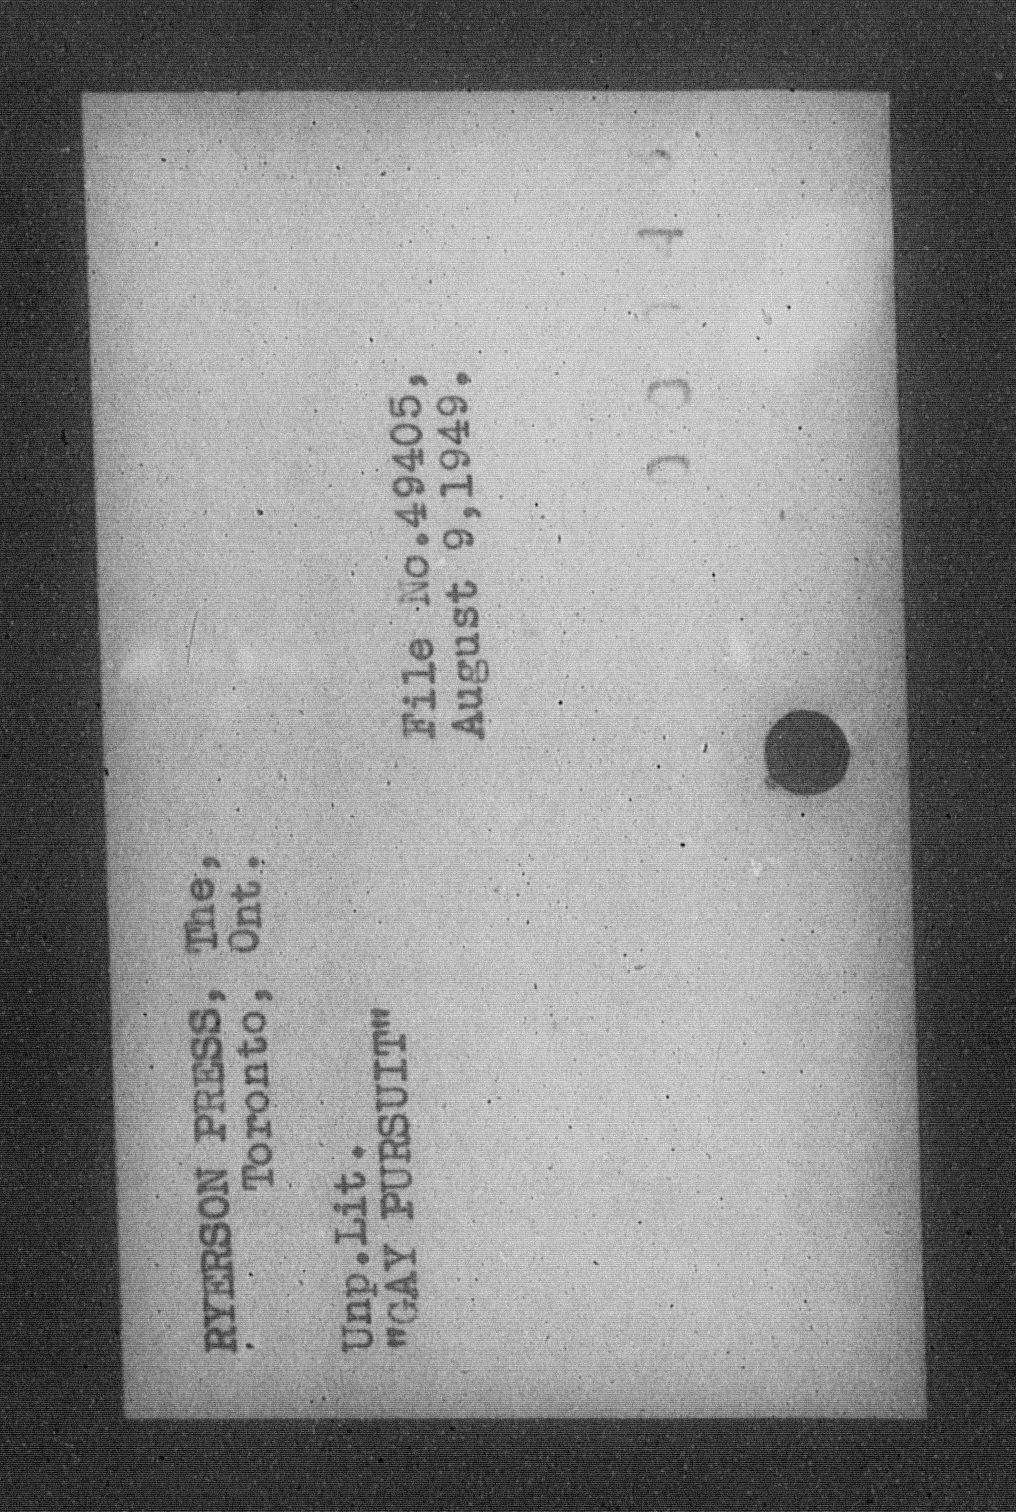 RYERSON PRESS, The,
Toronto, Ont.
Unp.Lit.
"GAY PURSUIT"
File No.49405,
August 9,1949.